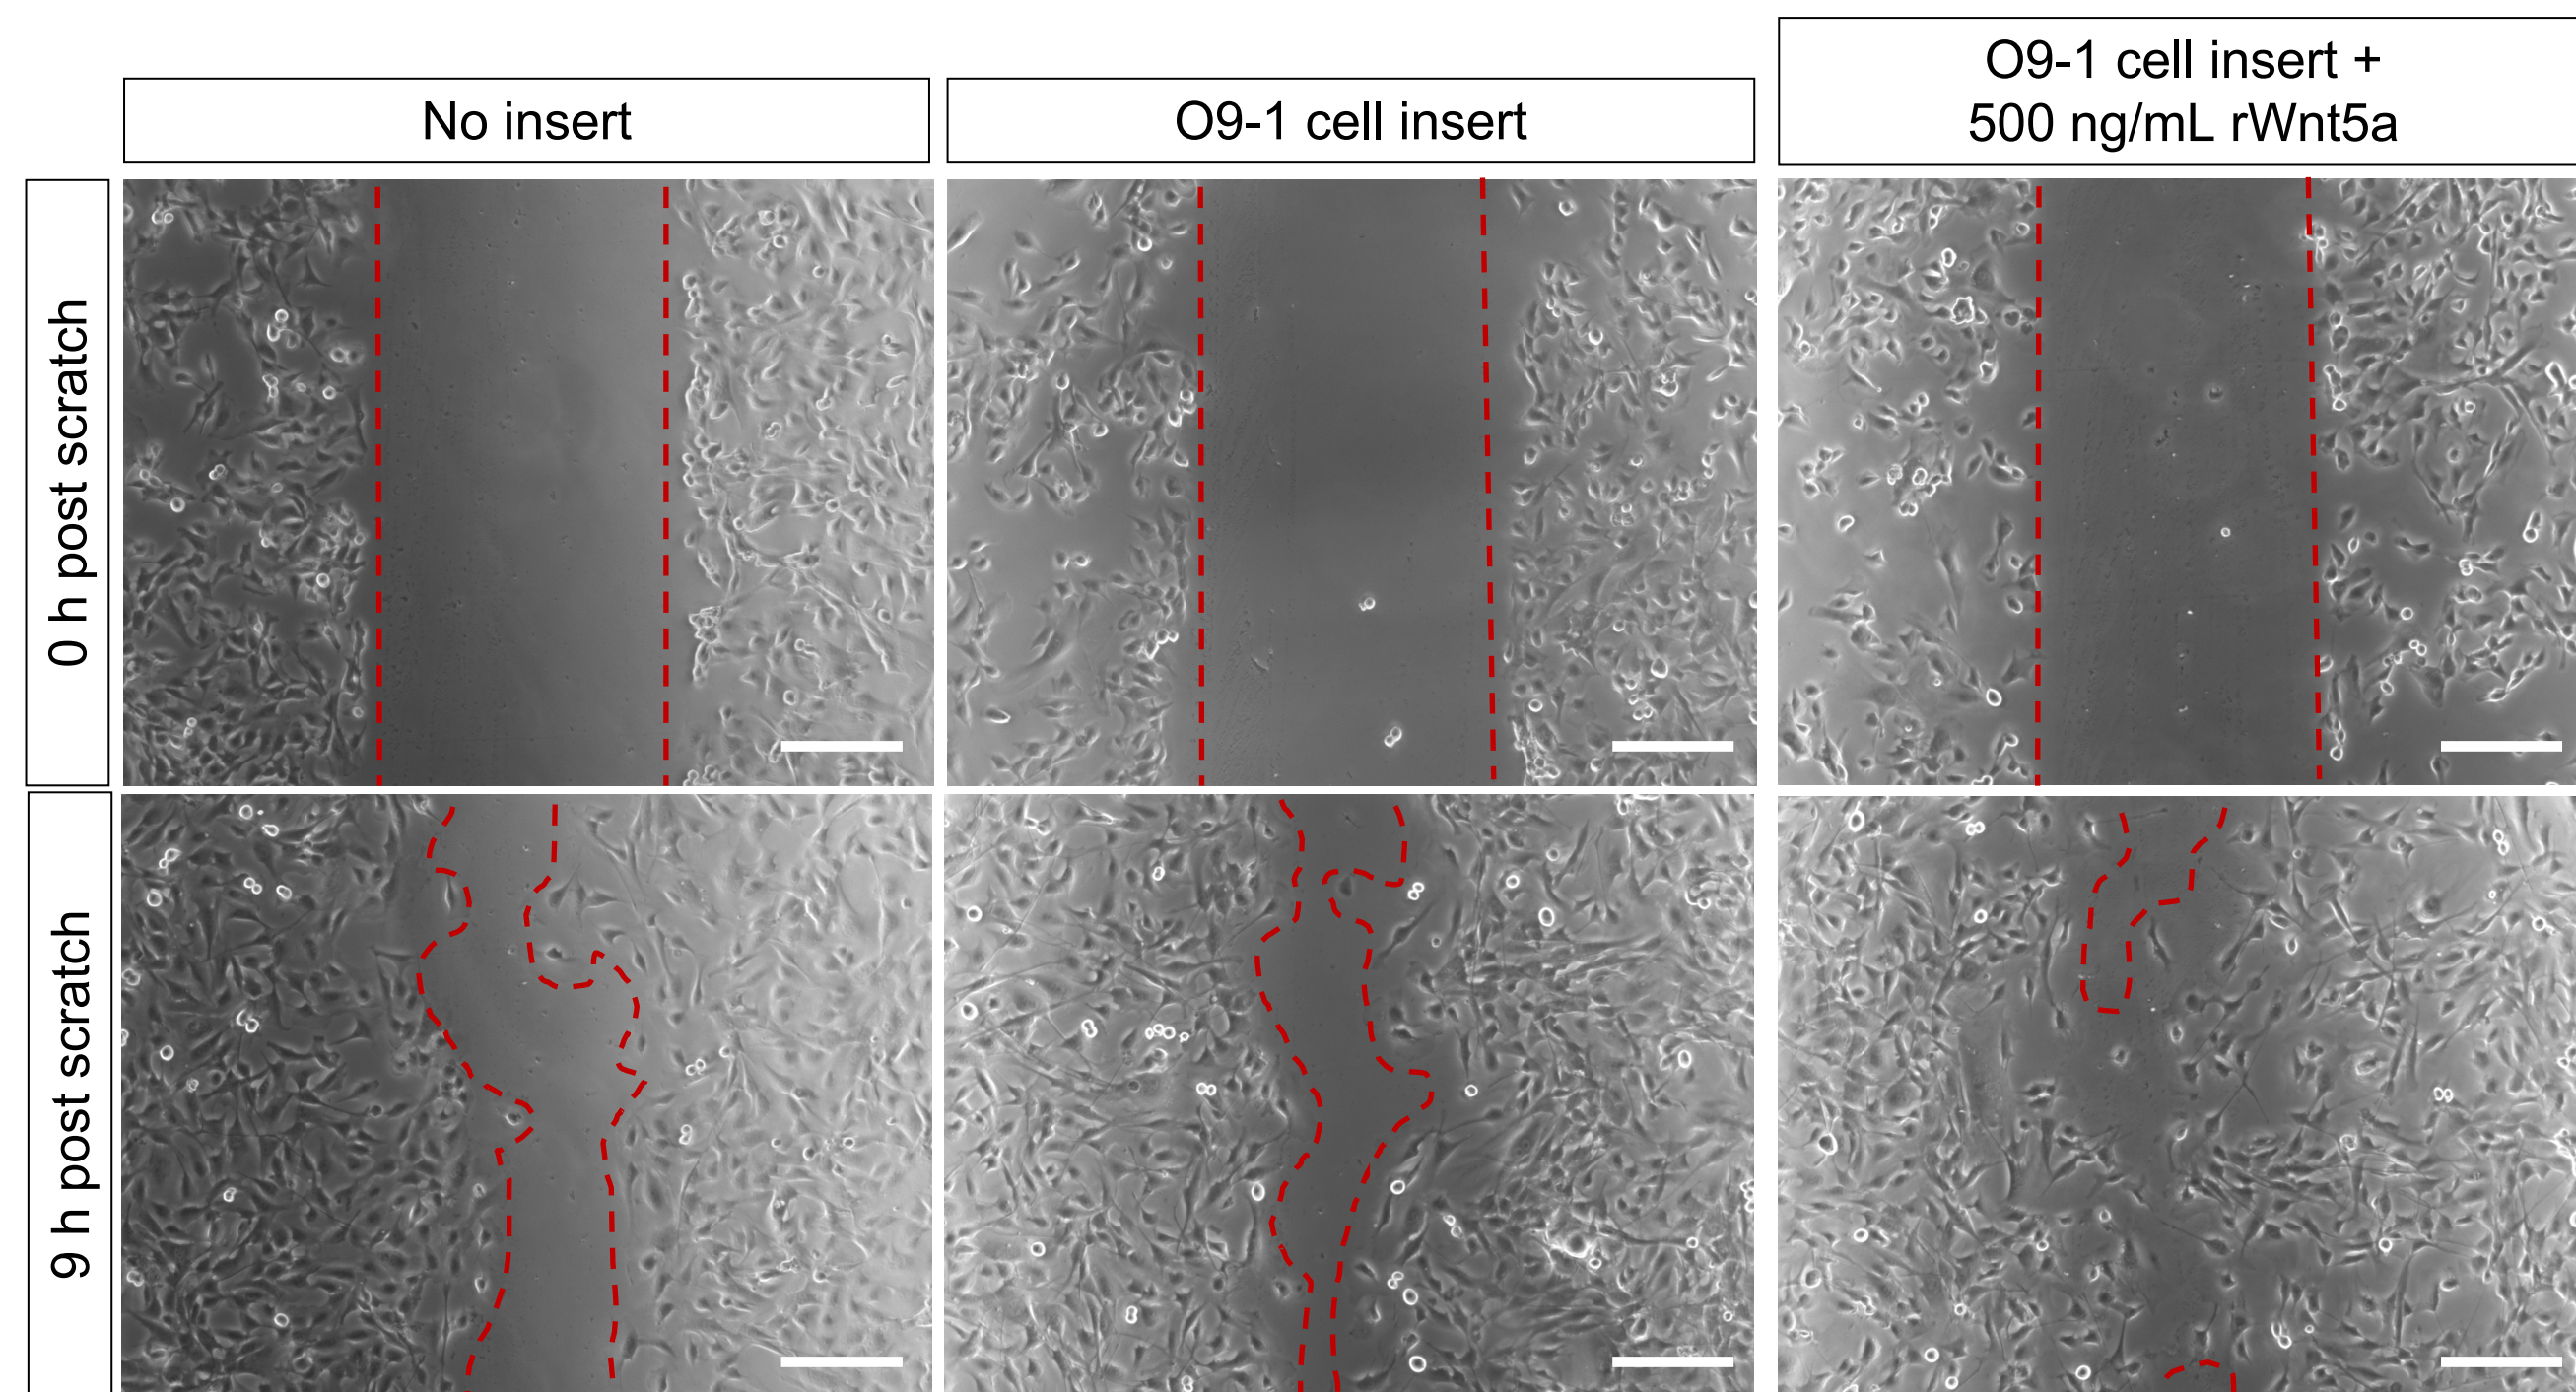 No insert
O9-1 cell insert
O9-1 cell insert +
500 ng/mL rWnt5a
0 h post scratch
9 h post scratch